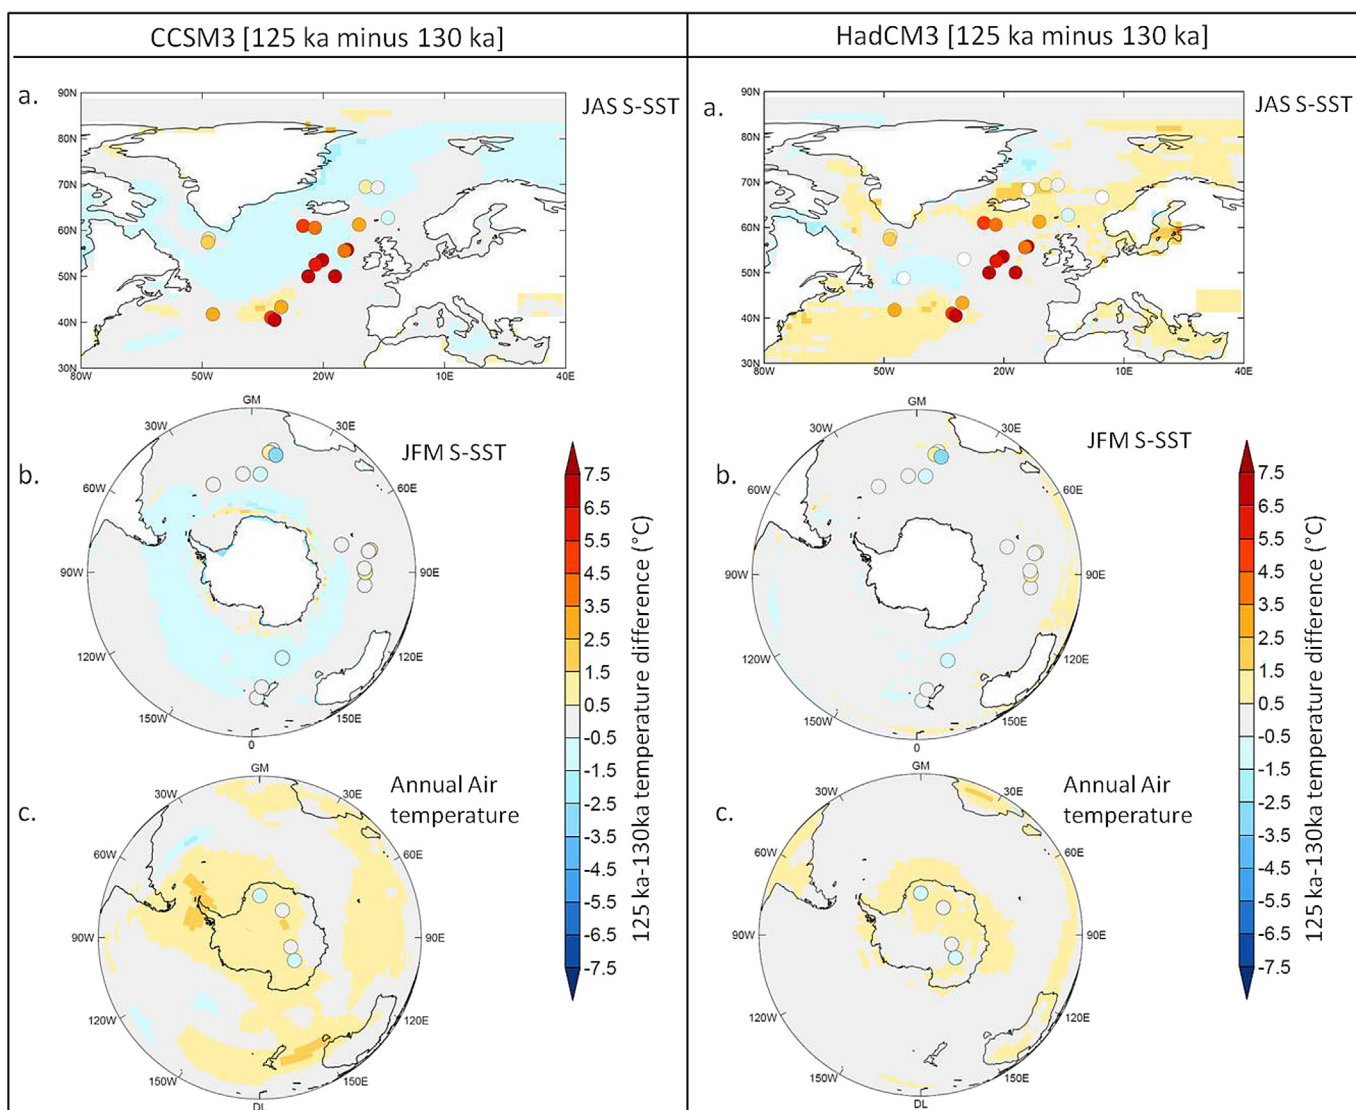 CCSM3 [125 ka minus 130 ka]
a.
JAS S-SST
90N
80N
70N
60N
50N
40N
30N
80W
50W
20W
10E
40E
b.
JFM S-SST
GM
30W
30E
60W
60E
90W
90E
120W
120E
150W
150E
0
c.
Annual Air
temperature
GM
30W
30E
60W
60E
90W
90E
120W
120E
150W
150E
DL
7.5
6.5
5.5
4.5
3.5
2.5
1.5
0.5
-0.5
-1.5
-2.5
-3.5
-4.5
-5.5
-6.5
-7.5
125 ka-130ka temperature difference (°C)
HadCM3 [125 ka minus 130 ka]
a.
JAS S-SST
90N
80N
70N
60N
50N
40N
30N
80W
50W
20W
10E
40E
b.
JFM S-SST
GM
30W
30E
60W
60E
90W
90E
120W
120E
150W
150E
0
c.
Annual Air
temperature
GM
30W
30E
60W
60E
90W
90E
120W
120E
150W
150E
DL
7.5
6.5
5.5
4.5
3.5
2.5
1.5
0.5
-0.5
-1.5
-2.5
-3.5
-4.5
-5.5
-6.5
-7.5
125 ka-130ka temperature difference (°C)